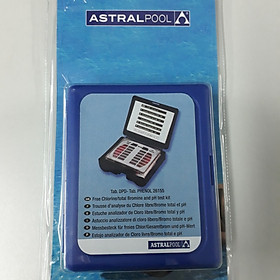 ASTRALPOOL
Tab. DPD- Tab. PHENOL 38155
Free Chlorine/total Bromine and pH test kit
Trousse d'analyse du Chlore libre/Brome total et pH
Estuche analizador de Cloro libre/Bromo total y pH
Astuccio analizzatore di cloro libero/Bromo totale e pH
Messbesteck für freies Chlor/Gesamtbrom und pH-Wert
Estojo analizador de Cloro livre/Bromo total e pH
ASTRALPOOL